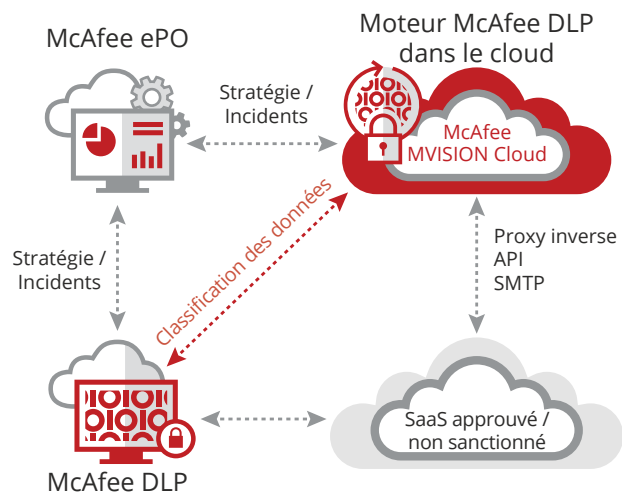 McAfee ePO
Moteur McAfee DLP
dans le cloud
Stratégie /
Incidents
McAfee
MVISION Cloud
Classification des données
Stratégie /
Incidents
Proxy inverse
API
SMTP
SaaS approuvé /
non sanctionné
McAfee DLP